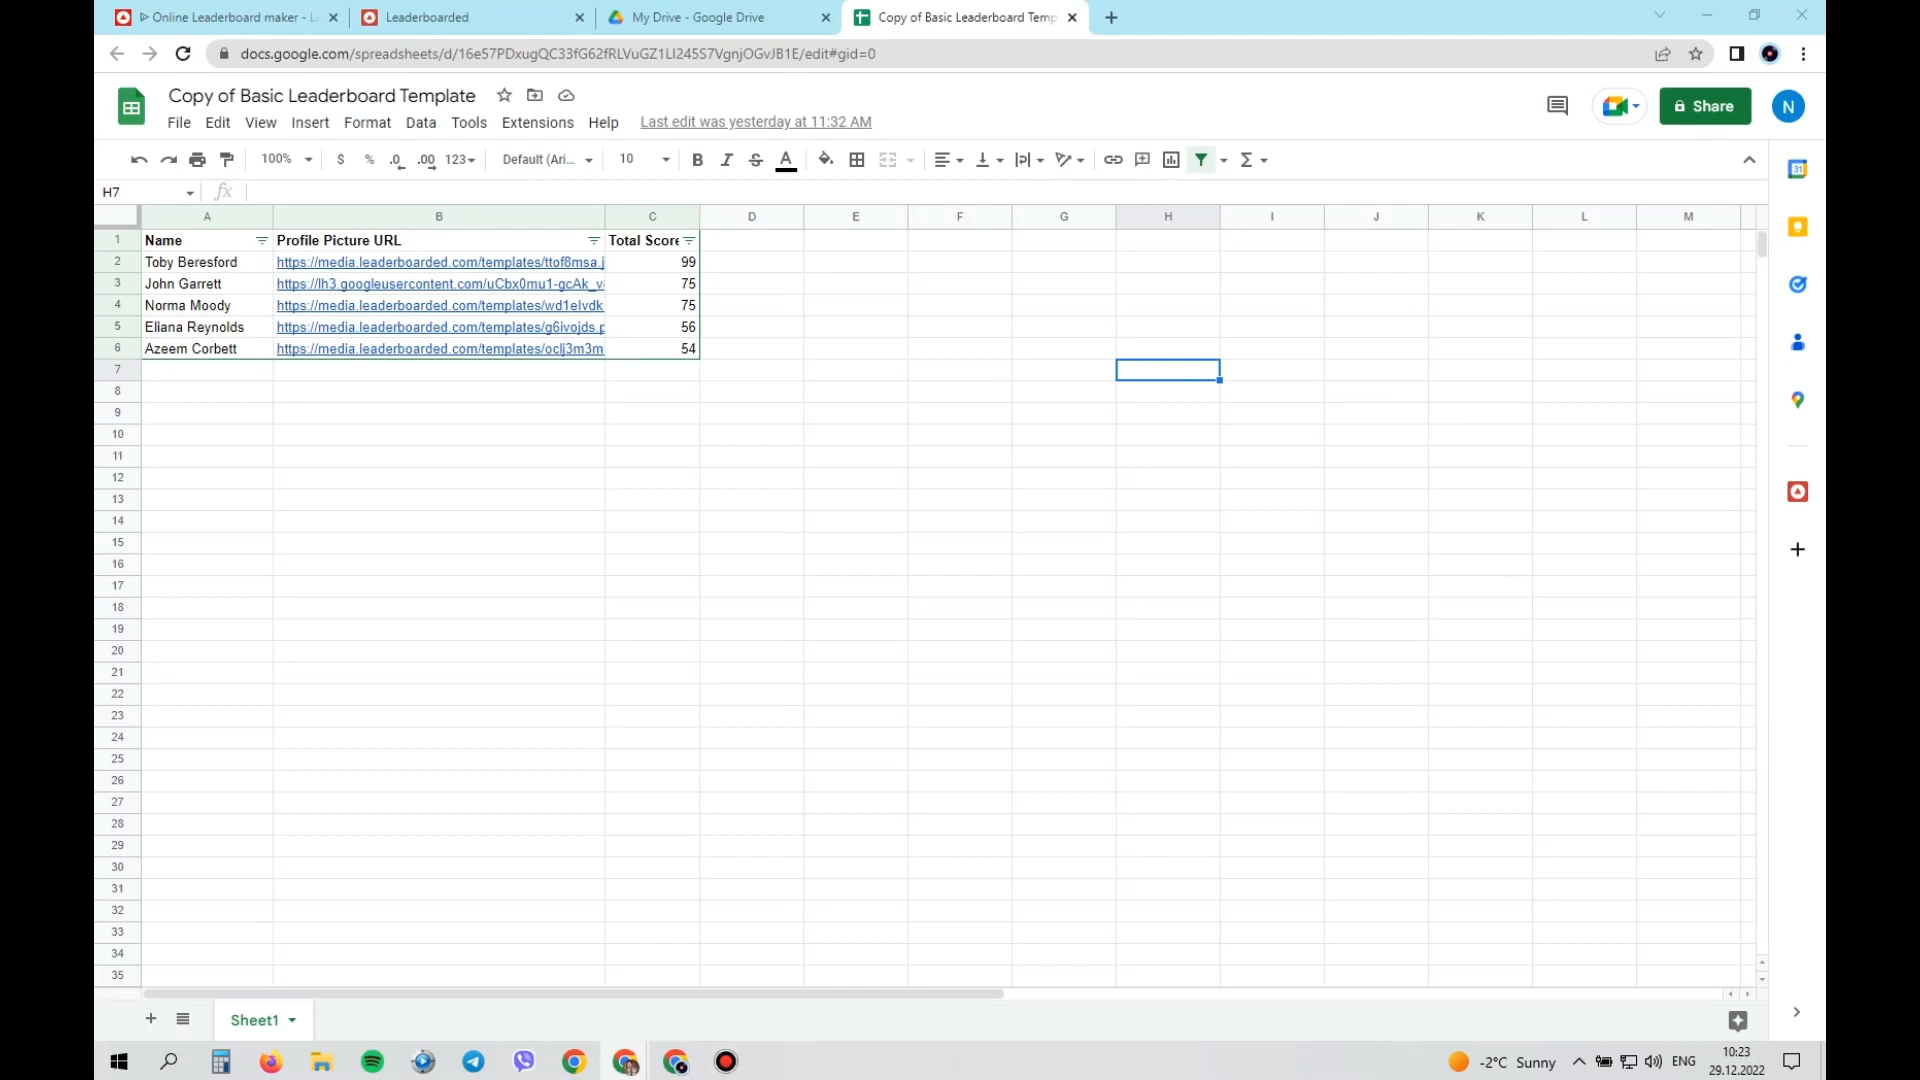 Online Leaderboard maker - L
Leaderboarded
My Drive - Google Drive
Copy of Basic Leaderboard Temp
docs.google.com/spreadsheets/d/16e57PDxugQC33fG62fRLVuGZ1LI245S7VgnjOGvJB1E/edit#gid=0
Copy of Basic Leaderboard Template
File Edit View Insert Format Data Tools Extensions Help Last edit was yesterday at 11:32 AM
Share
N
100% $ % .0 .00 123 Default (Ari... 10 B I S A Σ
31
H7 fx
A B C D E F G H I J K L M
1 Name Profile Picture URL Total Score
2 Toby Beresford https://media.leaderboarded.com/templates/ttof8msa.j 99
3 John Garrett https://lh3.googleusercontent.com/uCbx0mu1-gcAk_v 75
4 Norma Moody https://media.leaderboarded.com/templates/wd1elvdk. 75
5 Eliana Reynolds https://media.leaderboarded.com/templates/g6ivojds.p 56
6 Azeem Corbett https://media.leaderboarded.com/templates/oclj3m3m 54
7
8
9
10
11
12
13
14
15
16
17
18
19
20
21
22
23
24
25
26
27
28
29
30
31
32
33
34
35
Sheet1
-2°C Sunny
ENG
10:23
29.12.2022